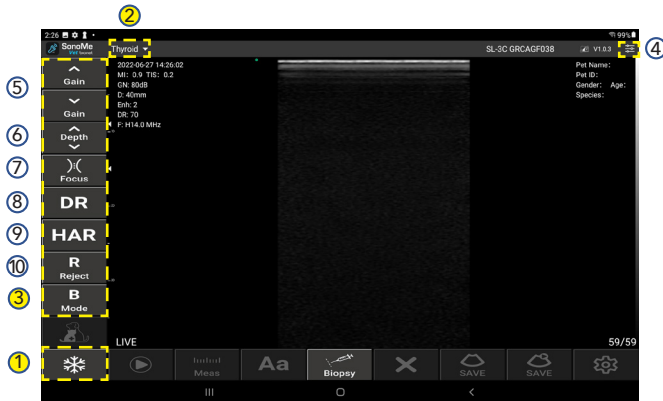 ②
2:26 99%
SonoMe
Thyroid
SL-3C GRCAGF038
V1.0.3
④
2022-06-27 14:26:02
MI: 0.9 TIS: 0.2
GN: 80dB
D: 40mm
Enh: 2
DR: 70
F: H14.0 MHz
Pet Name:
Pet ID:
Gender: Age:
Species:
⑤
Gain
Gain
⑥
Depth
⑦
Focus
⑧
DR
⑨
HAR
⑩
R
Reject
③
B
Mode
LIVE
59/59
①
Meas
Aa
Biopsy
SAVE
SAVE